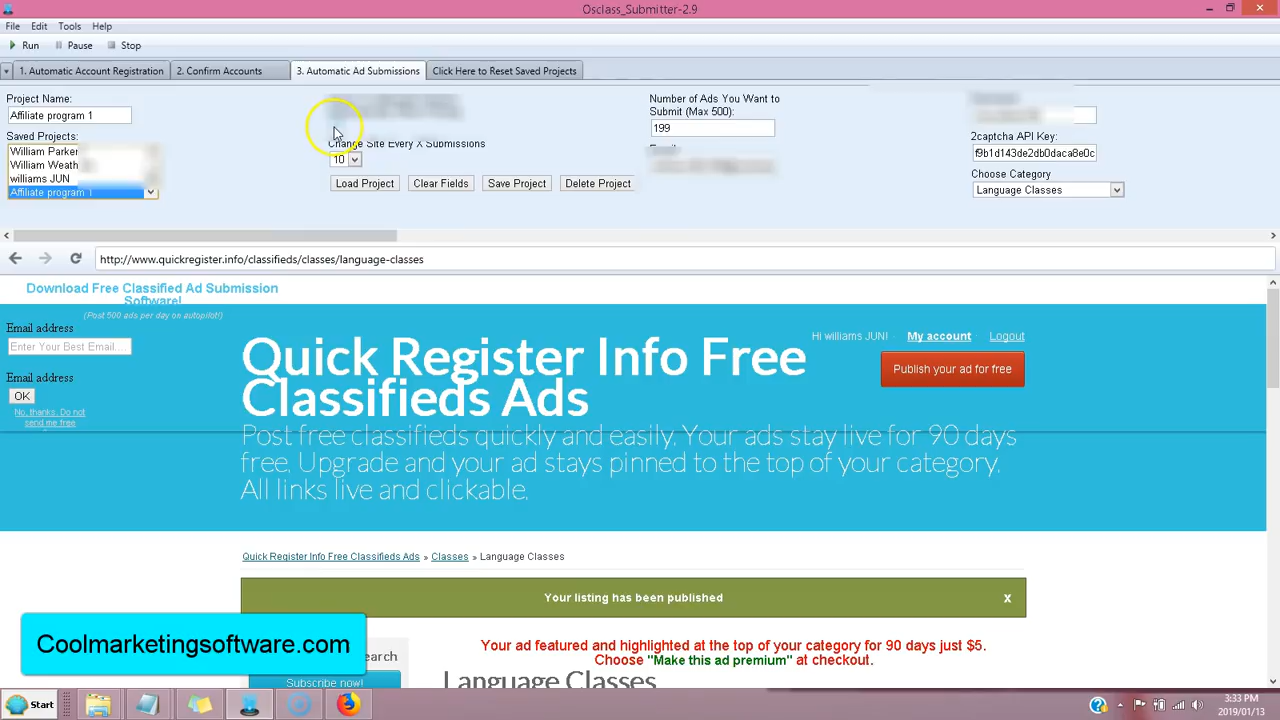 Osclass_Submitter-2.9
File Edit Tools Help
Run Pause Stop
1. Automatic Account Registration 2. Confirm Accounts 3. Automatic Ad Submissions Click Here to Reset Saved Projects
Project Name:
Affiliate program 1
Saved Projects:
William Parker
William Weath
williams JUN
Affiliate program 1
Change Site Every X Submissions
10
Load Project Clear Fields Save Project Delete Project
Number of Ads You Want to
Submit (Max 500):
199
2captcha API Key:
f9b1d143de2db0daca8e0c
Choose Category
Language Classes
http://www.quickregister.info/classifieds/classes/language-classes
Download Free Classified Ad Submission
Software!
(Post 500 ads per day on autopilot!)
Email address
Enter Your Best Email....
Email address
OK
No, thanks. Do not
send me free
Hi williams JUN! · My account · Logout
Publish your ad for free
Quick Register Info Free
Classifieds Ads
Post free classifieds quickly and easily. Your ads stay live for 90 days
free. Upgrade and your ad stays pinned to the top of your category.
All links live and clickable.
Quick Register Info Free Classifieds Ads » Classes » Language Classes
Your listing has been published x
Coolmarketingsoftware.com
earch
Subscribe now!
Your ad featured and highlighted at the top of your category for 90 days just $5.
Choose "Make this ad premium" at checkout.
Language Classes
Start
3:33 PM
2019/01/13